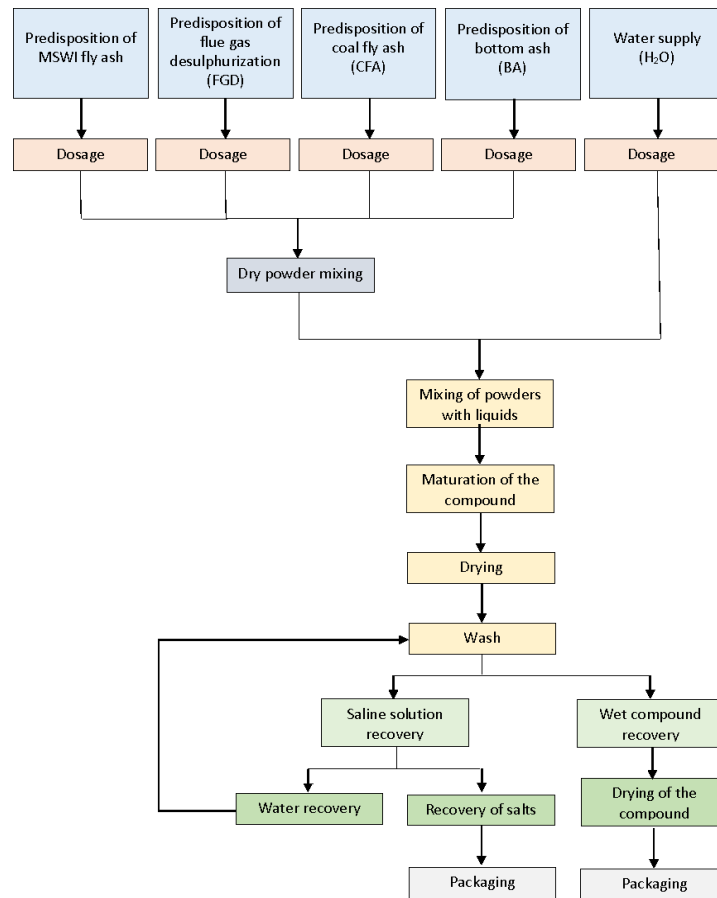 Predisposition of
MSWI fly ash
Predisposition of
flue gas
desulphurization
(FGD)
Predisposition of
coal fly ash
(CFA)
Predisposition of
bottom ash
(BA)
Water supply
(H₂O)
Dosage
Dosage
Dosage
Dosage
Dosage
Dry powder mixing
Mixing of powders
with liquids
Maturation of the
compound
Drying
Wash
Saline solution
recovery
Wet compound
recovery
Water recovery
Recovery of salts
Drying of the
compound
Packaging
Packaging